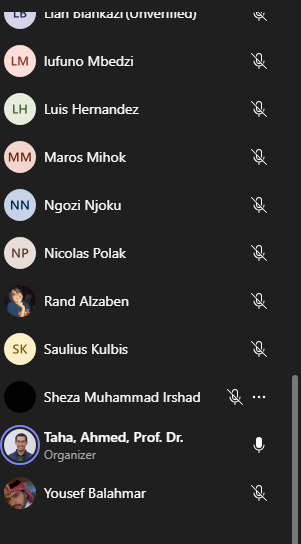 LB Lian Biankazi (Unverified)
LM Iufuno Mbedzi
LH Luis Hernandez
MM Maros Mihok
NN Ngozi Njoku
NP Nicolas Polak
Rand Alzaben
SK Saulius Kulbis
Sheza Muhammad Irshad
Taha, Ahmed, Prof. Dr.
Organizer
Yousef Balahmar